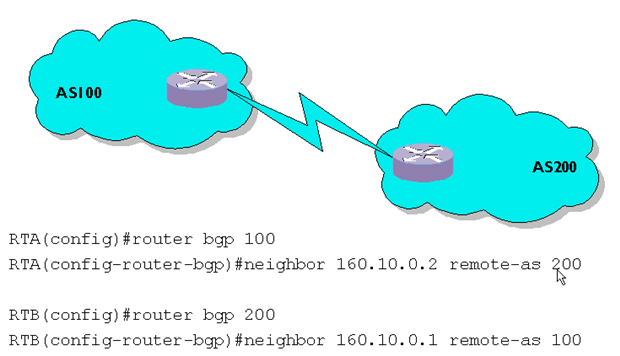 AS100
AS200
RTA(config)#router bgp 100
RTA(config-router-bgp)#neighbor 160.10.0.2 remote-as 200
RTB(config)#router bgp 200
RTB(config-router-bgp)#neighbor 160.10.0.1 remote-as 100